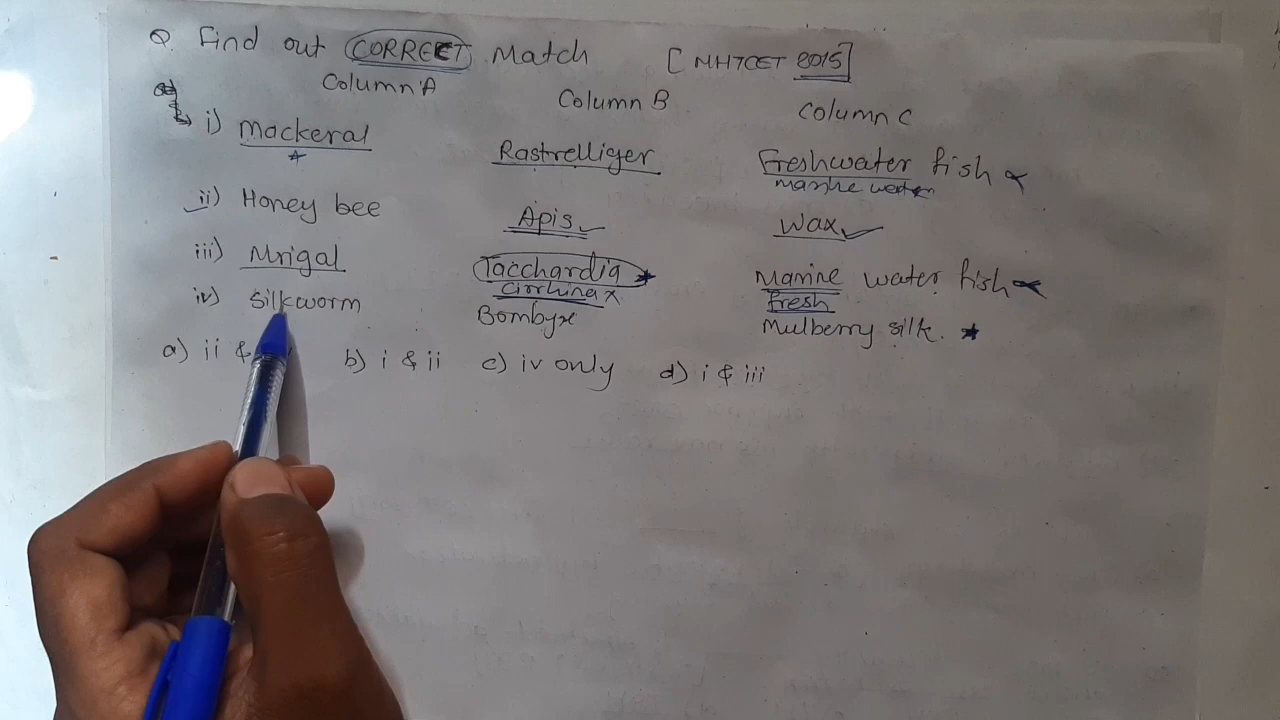 Q. Find out CORRECT Match [MHTCET 2015]
Column A Column B Column C
i) Mackeral Rastrelliger Freshwater fish
marine water
ii) Honey bee Apis Wax
iii) Mrigal Tacchardia Marine water fish
Cirrhina fresh
iv) Silkworm Bombyx Mulberry silk.
a) ii & b) i & ii c) iv only d) i & iii